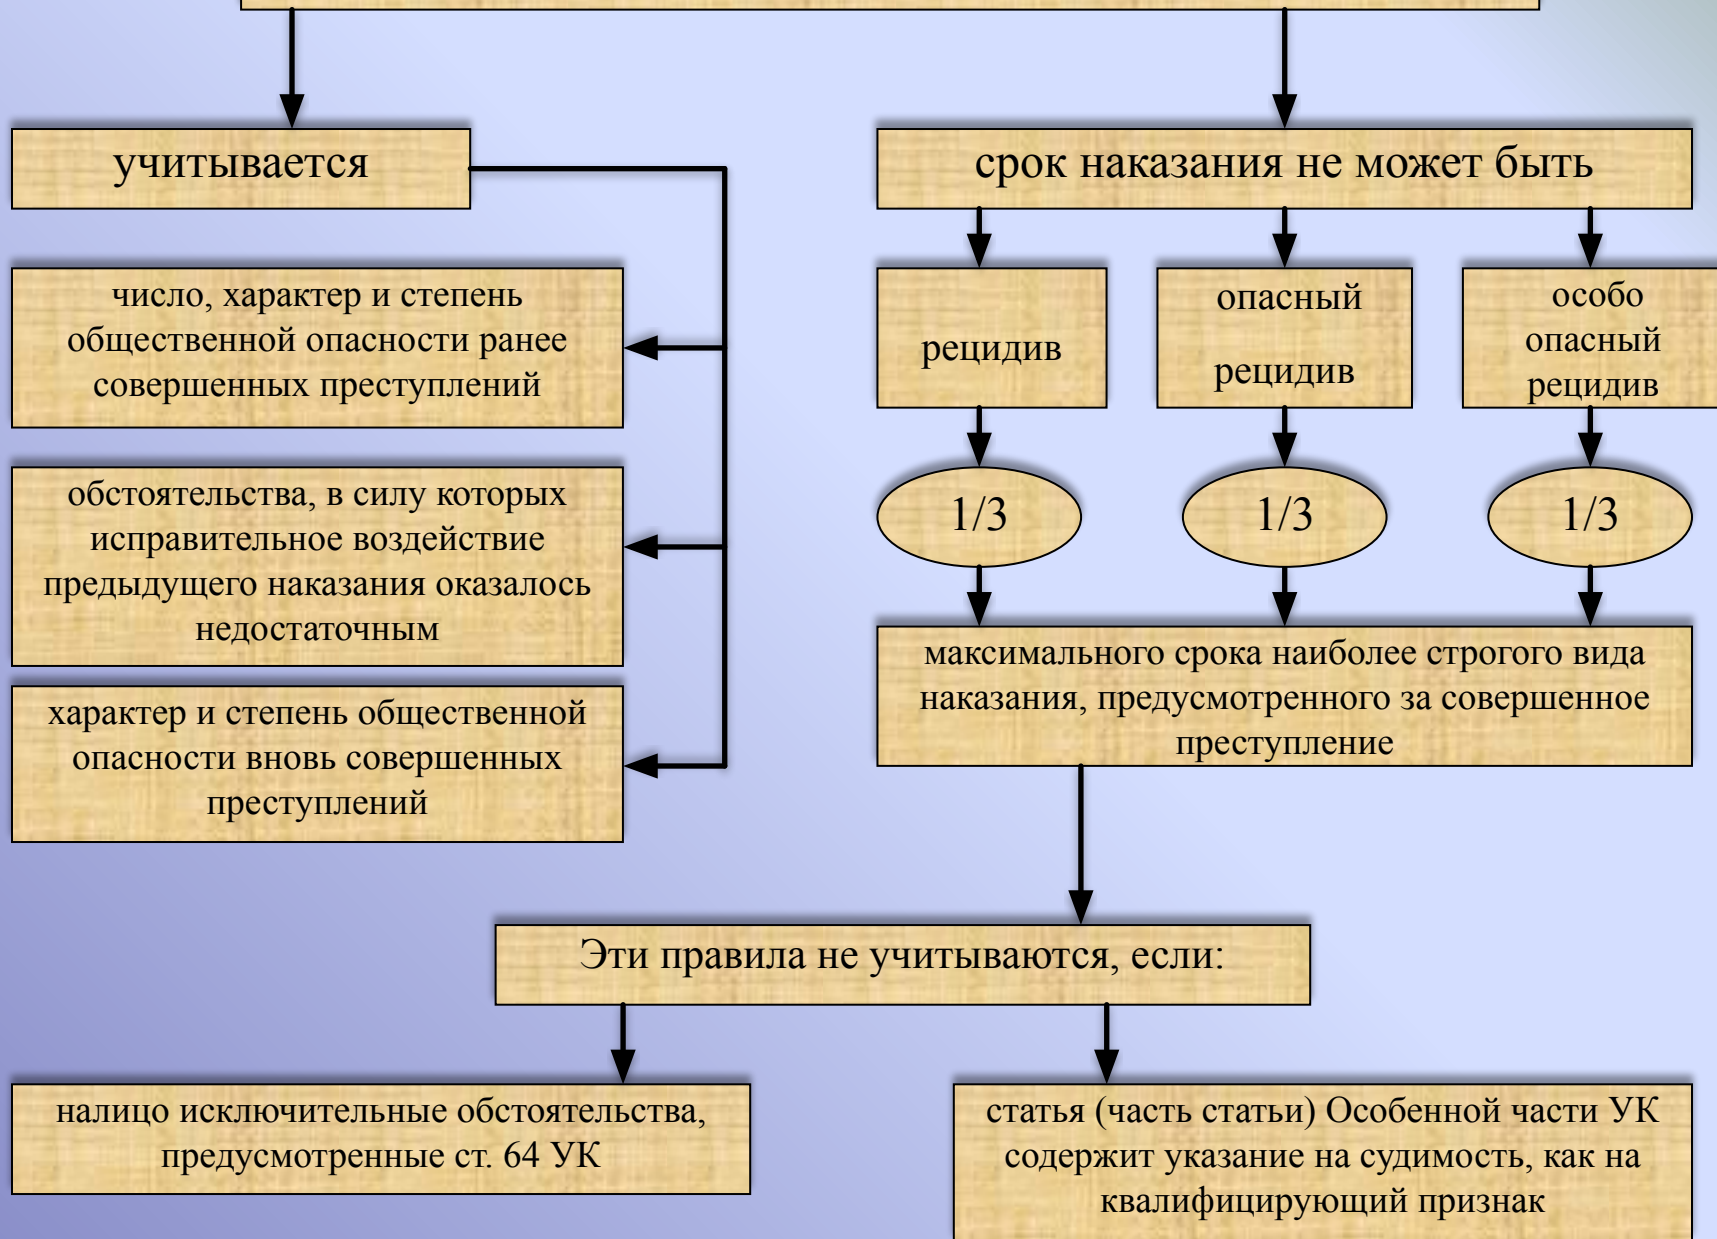 учитывается
число, характер и степень
общественной опасности ранее
совершенных преступлений
обстоятельства, в силу которых
исправительное воздействие
предыдущего наказания оказалось
недостаточным
характер и степень общественной
опасности вновь совершенных
преступлений
срок наказания не может быть
рецидив
опасный
рецидив
особо
опасный
рецидив
1/3
1/3
1/3
максимального срока наиболее строгого вида
наказания, предусмотренного за совершенное
преступление
Эти правила не учитываются, если:
налицо исключительные обстоятельства,
предусмотренные ст. 64 УК
статья (часть статьи) Особенной части УК
содержит указание на судимость, как на
квалифицирующий признак